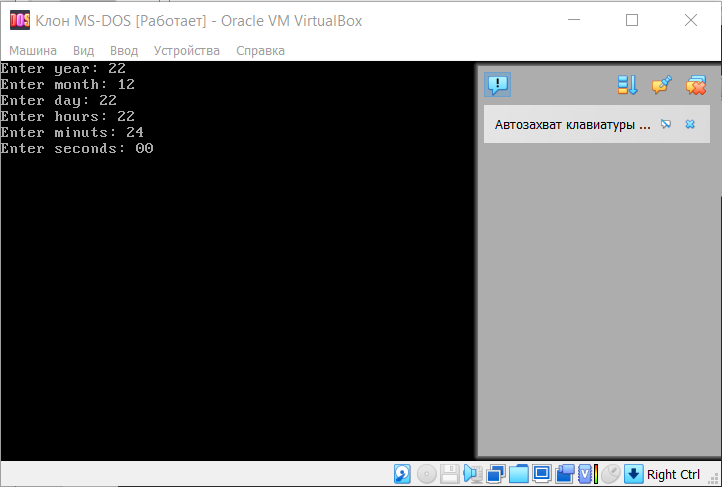 DOS
Клон MS-DOS [Работает] - Oracle VM VirtualBox
Машина Вид Ввод Устройства Справка
Enter year: 22
Enter month: 12
Enter day: 22
Enter hours: 22
Enter minuts: 24
Enter seconds: 00
Автозахват клавиатуры ...
Right Ctrl